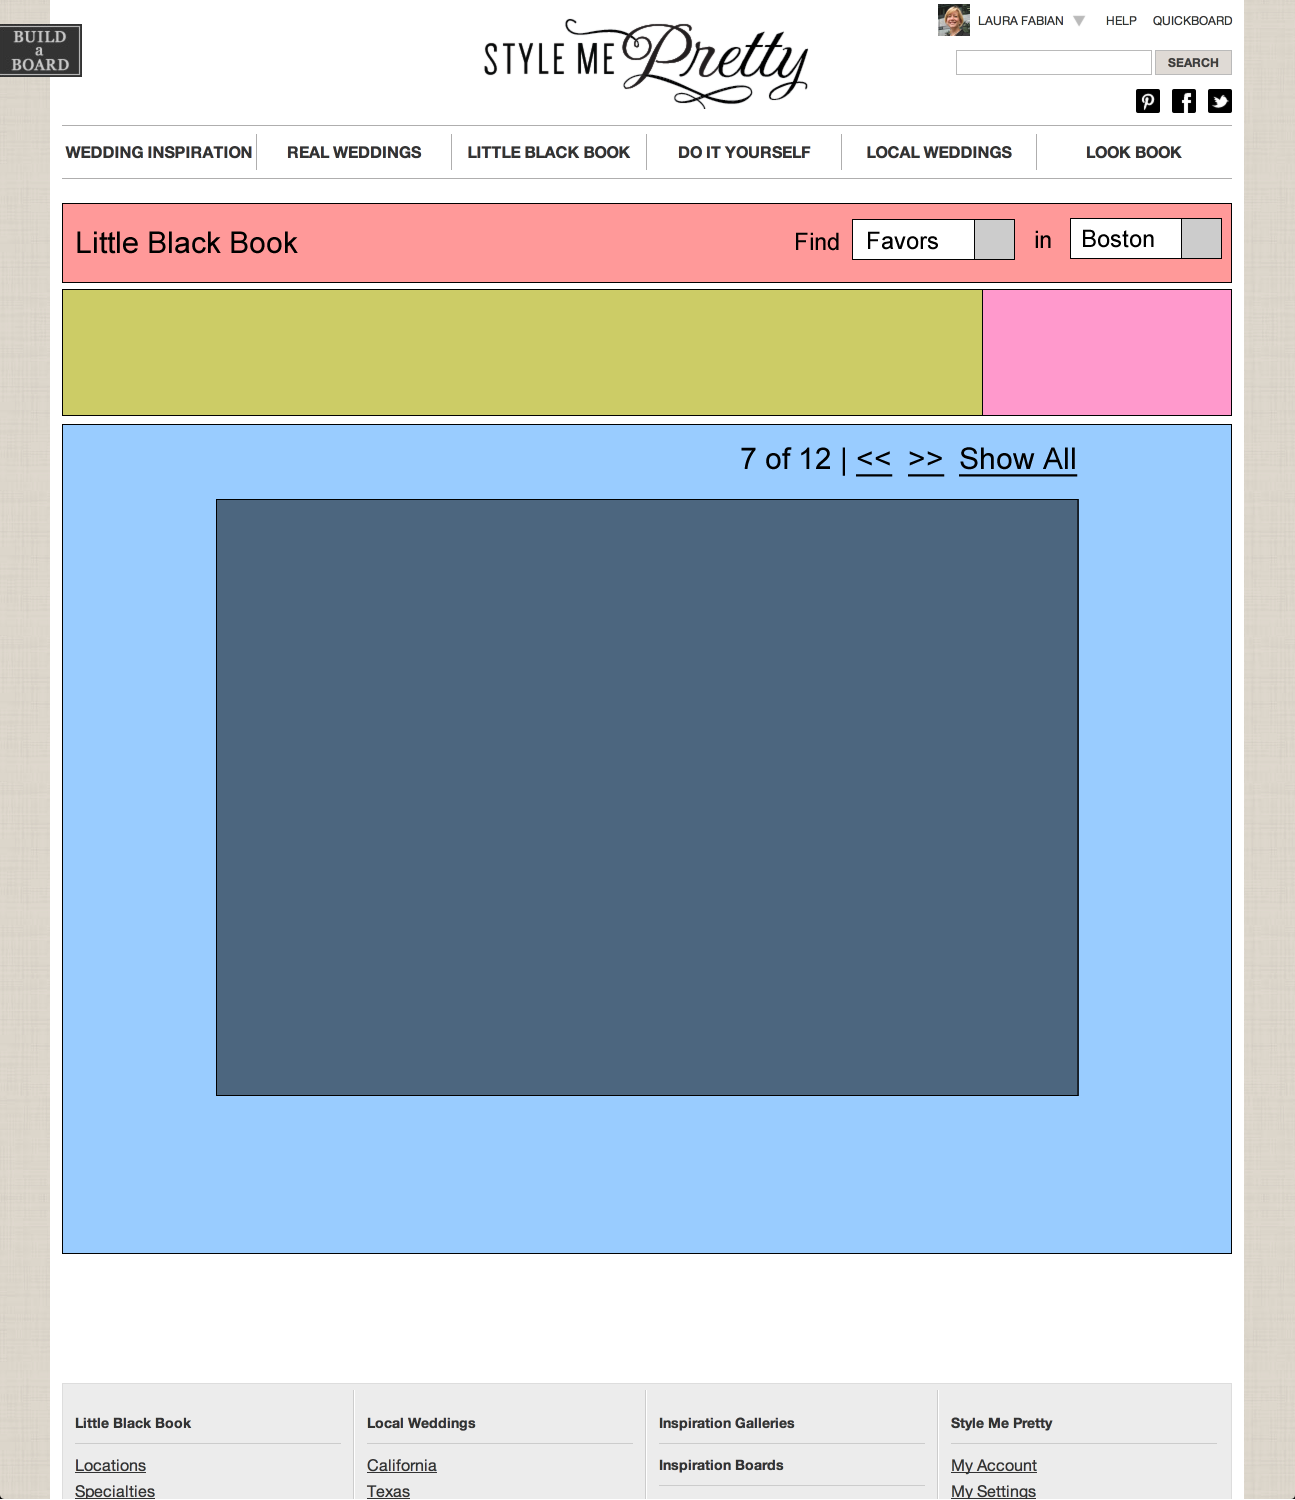 BUILD
a
BOARD
STYLE ME Pretty
LAURA FABIAN HELP QUICKBOARD
SEARCH
WEDDING INSPIRATION REAL WEDDINGS LITTLE BLACK BOOK DO IT YOURSELF LOCAL WEDDINGS LOOK BOOK
Little Black Book Find Favors in Boston
7 of 12 | << >> Show All
Little Black Book Local Weddings Inspiration Galleries Style Me Pretty
Locations California Inspiration Boards My Account
Specialties Texas My Settings